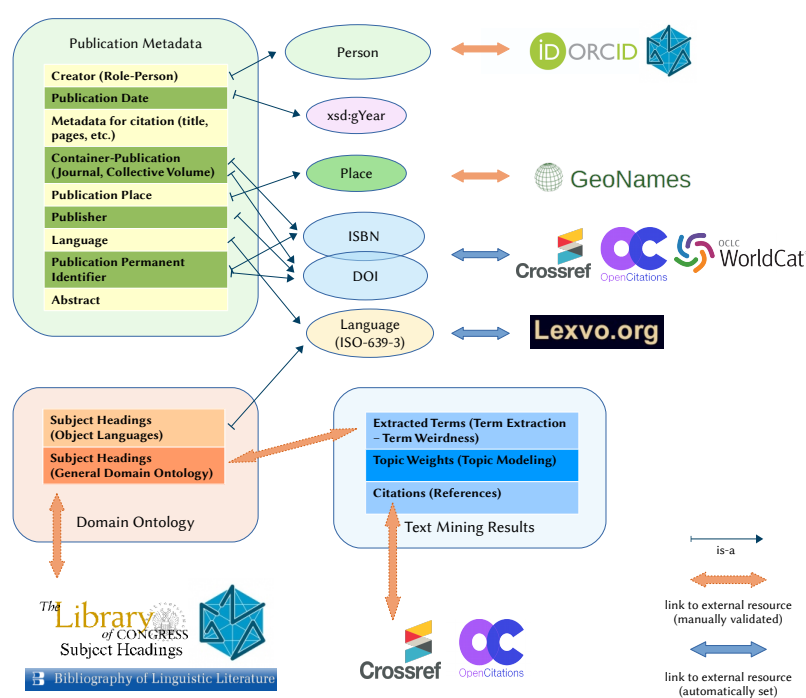 Publication Metadata
Creator (Role-Person)
Publication Date
Metadata for citation (title,
pages, etc.)
Container-Publication
(Journal, Collective Volume)
Publication Place
Publisher
Language
Publication Permanent
Identifier
Abstract
Person
xsd:gYear
Place
ISBN
DOI
Language
(ISO-639-3)
iD ORCID
GeoNames
Crossref
OpenCitations
OCLC
WorldCat
Lexvo.org
Subject Headings
(Object Languages)
Subject Headings
(General Domain Ontology)
Domain Ontology
Extracted Terms (Term Extraction
– Term Weirdness)
Topic Weights (Topic Modeling)
Citations (References)
Text Mining Results
The Library
of CONGRESS
Subject Headings
B Bibliography of Linguistic Literature
Crossref
OpenCitations
is-a
link to external resource
(manually validated)
link to external resource
(automatically set)